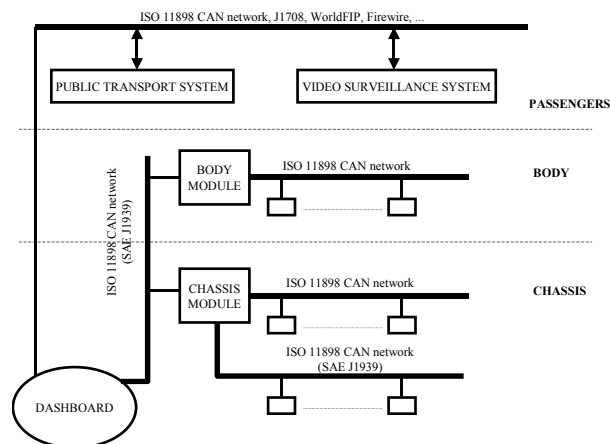 ISO 11898 CAN network, J1708, WorldFIP, Firewire, ...
PUBLIC TRANSPORT SYSTEM
VIDEO SURVEILLANCE SYSTEM
PASSENGERS
ISO 11898 CAN network
(SAE J1939)
BODY
MODULE
ISO 11898 CAN network
BODY
CHASSIS
MODULE
ISO 11898 CAN network
CHASSIS
ISO 11898 CAN network
(SAE J1939)
DASHBOARD